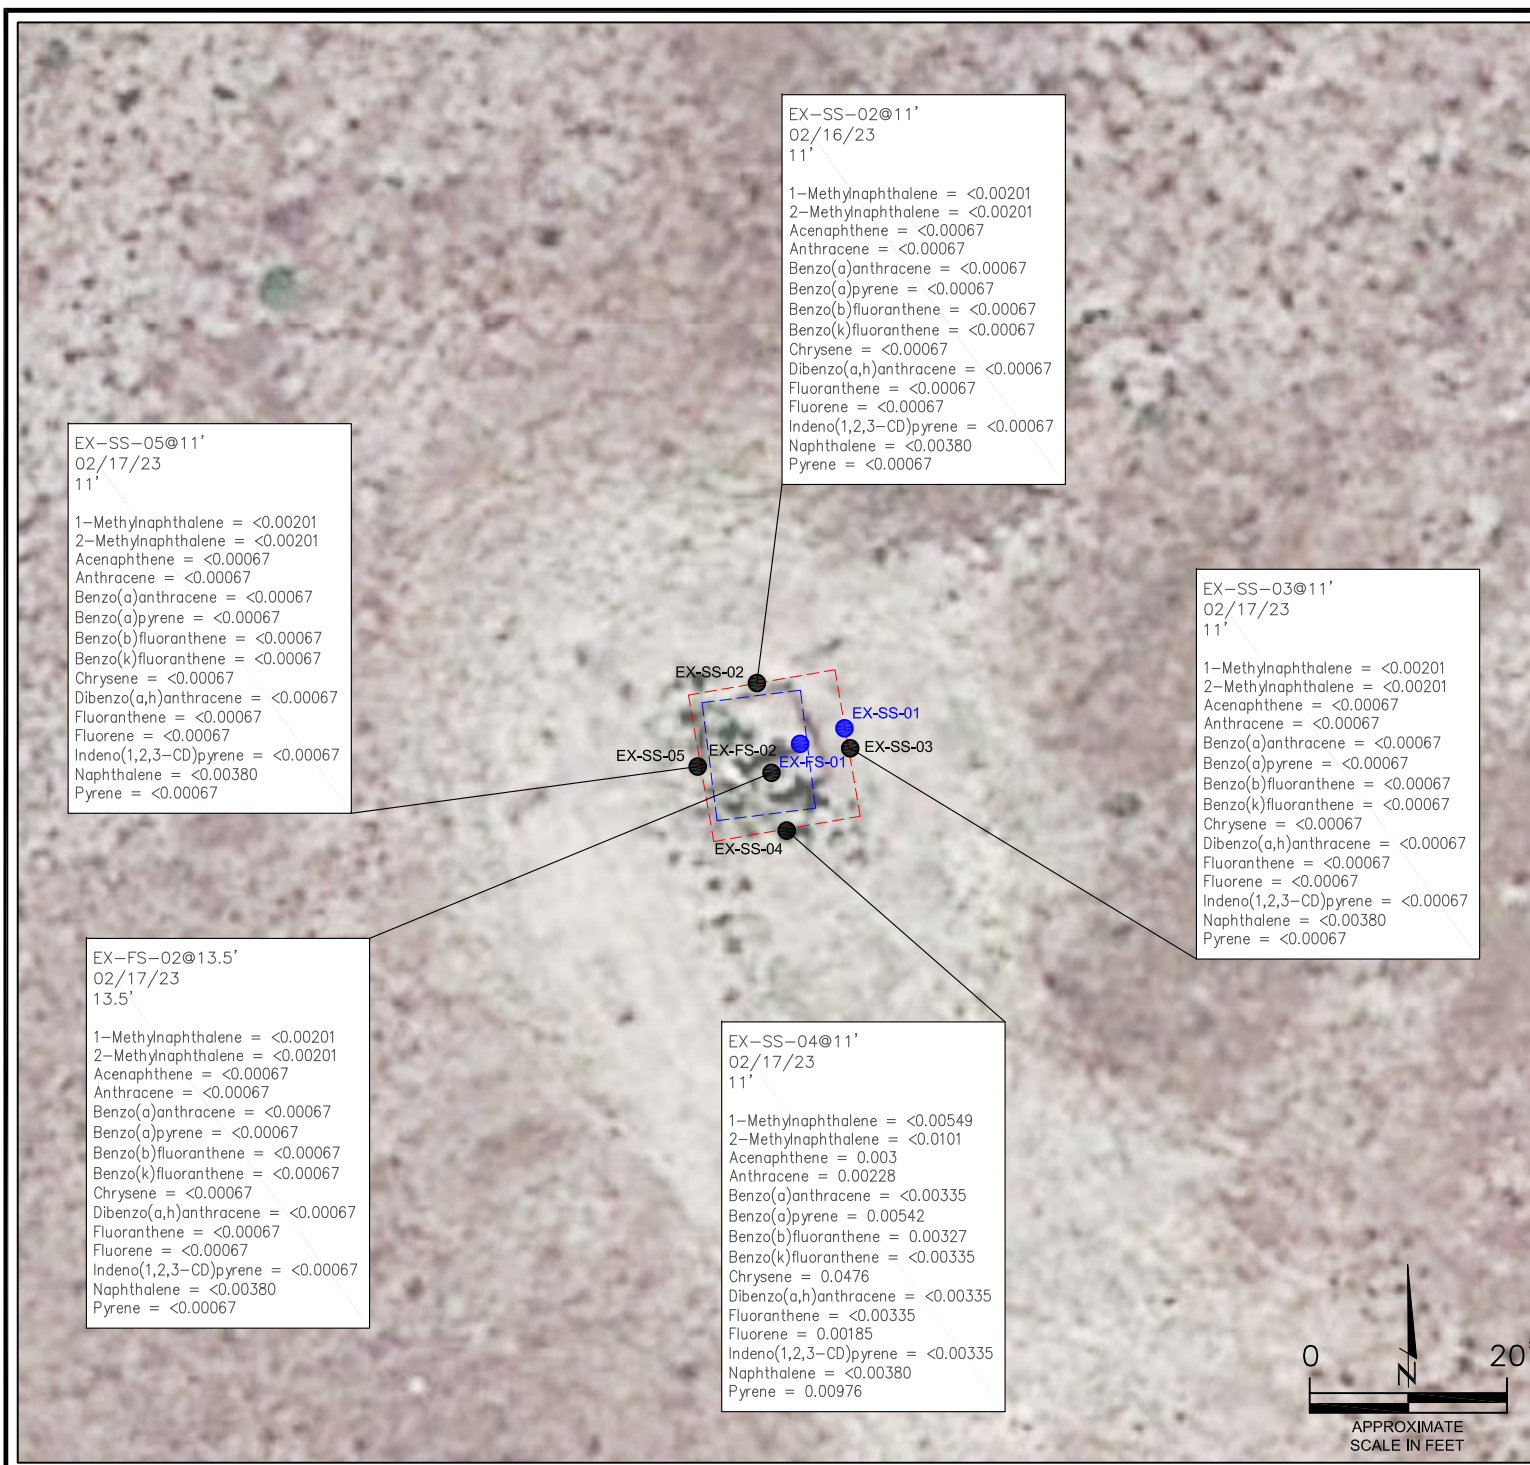 EX-SS-02@11'
02/16/23
11'
1-Methylnaphthalene = <0.00201
2-Methylnaphthalene = <0.00201
Acenaphthene = <0.00067
Anthracene = <0.00067
Benzo(a)anthracene = <0.00067
Benzo(a)pyrene = <0.00067
Benzo(b)fluoranthene = <0.00067
Benzo(k)fluoranthene = <0.00067
Chrysene = <0.00067
Dibenzo(a,h)anthracene = <0.00067
Fluoranthene = <0.00067
Fluorene = <0.00067
Indeno(1,2,3-CD)pyrene = <0.00067
Naphthalene = <0.00380
Pyrene = <0.00067
EX-SS-05@11'
02/17/23
11'
1-Methylnaphthalene = <0.00201
2-Methylnaphthalene = <0.00201
Acenaphthene = <0.00067
Anthracene = <0.00067
Benzo(a)anthracene = <0.00067
Benzo(a)pyrene = <0.00067
Benzo(b)fluoranthene = <0.00067
Benzo(k)fluoranthene = <0.00067
Chrysene = <0.00067
Dibenzo(a,h)anthracene = <0.00067
Fluoranthene = <0.00067
Fluorene = <0.00067
Indeno(1,2,3-CD)pyrene = <0.00067
Naphthalene = <0.00380
Pyrene = <0.00067
EX-SS-03@11'
02/17/23
11'
1-Methylnaphthalene = <0.00201
2-Methylnaphthalene = <0.00201
Acenaphthene = <0.00067
Anthracene = <0.00067
Benzo(a)anthracene = <0.00067
Benzo(a)pyrene = <0.00067
Benzo(b)fluoranthene = <0.00067
Benzo(k)fluoranthene = <0.00067
Chrysene = <0.00067
Dibenzo(a,h)anthracene = <0.00067
Fluoranthene = <0.00067
Fluorene = <0.00067
Indeno(1,2,3-CD)pyrene = <0.00067
Naphthalene = <0.00380
Pyrene = <0.00067
EX-SS-02
EX-SS-01
EX-SS-03
EX-SS-05
EX-FS-02
EX-FS-01
EX-SS-04
EX-FS-02@13.5'
02/17/23
13.5'
1-Methylnaphthalene = <0.00201
2-Methylnaphthalene = <0.00201
Acenaphthene = <0.00067
Anthracene = <0.00067
Benzo(a)anthracene = <0.00067
Benzo(a)pyrene = <0.00067
Benzo(b)fluoranthene = <0.00067
Benzo(k)fluoranthene = <0.00067
Chrysene = <0.00067
Dibenzo(a,h)anthracene = <0.00067
Fluoranthene = <0.00067
Fluorene = <0.00067
Indeno(1,2,3-CD)pyrene = <0.00067
Naphthalene = <0.00380
Pyrene = <0.00067
EX-SS-04@11'
02/17/23
11'
1-Methylnaphthalene = <0.00549
2-Methylnaphthalene = <0.0101
Acenaphthene = 0.003
Anthracene = 0.00228
Benzo(a)anthracene = <0.00335
Benzo(a)pyrene = 0.00542
Benzo(b)fluoranthene = 0.00327
Benzo(k)fluoranthene = <0.00335
Chrysene = 0.0476
Dibenzo(a,h)anthracene = <0.00335
Fluoranthene = <0.00335
Fluorene = 0.00185
Indeno(1,2,3-CD)pyrene = <0.00335
Naphthalene = <0.00380
Pyrene = 0.00976
N
0 20'
APPROXIMATE
SCALE IN FEET